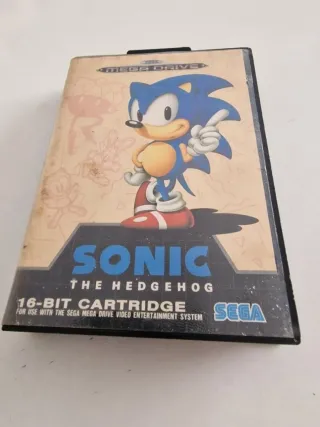 SEGA
MEGA DRIVE
SONIC
THE HEDGEHOG
16-BIT CARTRIDGE
FOR USE WITH THE SEGA MEGA DRIVE VIDEO ENTERTAINMENT SYSTEM
SEGA